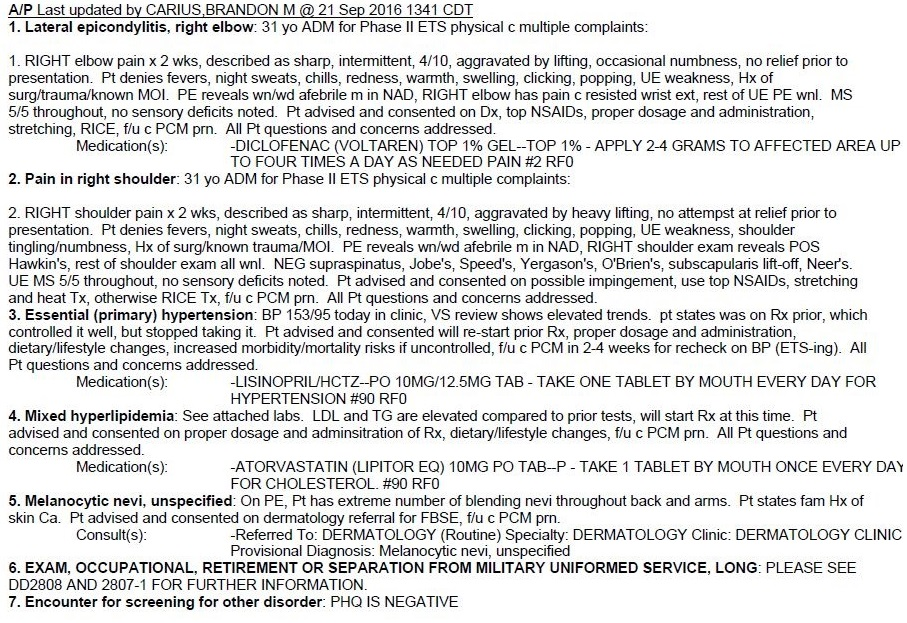 A/P Last updated by CARIUS,BRANDON M @ 21 Sep 2016 1341 CDT
1. Lateral epicondylitis, right elbow: 31 yo ADM for Phase II ETS physical c multiple complaints:
1. RIGHT elbow pain x 2 wks, described as sharp, intermittent, 4/10, aggravated by lifting, occasional numbness, no relief prior to
presentation. Pt denies fevers, night sweats, chills, redness, warmth, swelling, clicking, popping, UE weakness, Hx of
surg/trauma/known MOI. PE reveals wn/wd afebrile m in NAD, RIGHT elbow has pain c resisted wrist ext, rest of UE PE wnl. MS
5/5 throughout, no sensory deficits noted. Pt advised and consented on Dx, top NSAIDs, proper dosage and administration,
stretching, RICE, f/u c PCM prn. All Pt questions and concerns addressed.
Medication(s): -DICLOFENAC (VOLTAREN) TOP 1% GEL--TOP 1% - APPLY 2-4 GRAMS TO AFFECTED AREA UP
TO FOUR TIMES A DAY AS NEEDED PAIN #2 RF0
2. Pain in right shoulder: 31 yo ADM for Phase II ETS physical c multiple complaints:
2. RIGHT shoulder pain x 2 wks, described as sharp, intermittent, 4/10, aggravated by heavy lifting, no attempst at relief prior to
presentation. Pt denies fevers, night sweats, chills, redness, warmth, swelling, clicking, popping, UE weakness, shoulder
tingling/numbness, Hx of surg/known trauma/MOI. PE reveals wn/wd afebrile m in NAD, RIGHT shoulder exam reveals POS
Hawkin's, rest of shoulder exam all wnl. NEG supraspinatus, Jobe's, Speed's, Yergason's, O'Brien's, subscapularis lift-off, Neer's.
UE MS 5/5 throughout, no sensory deficits noted. Pt advised and consented on possible impingement, use top NSAIDs, stretching
and heat Tx, otherwise RICE Tx, f/u c PCM prn. All Pt questions and concerns addressed.
3. Essential (primary) hypertension: BP 153/95 today in clinic, VS review shows elevated trends. pt states was on Rx prior, which
controlled it well, but stopped taking it. Pt advised and consented will re-start prior Rx, proper dosage and administration,
dietary/lifestyle changes, increased morbidity/mortality risks if uncontrolled, f/u c PCM in 2-4 weeks for recheck on BP (ETS-ing). All
Pt questions and concerns addressed.
Medication(s): -LISINOPRIL/HCTZ--PO 10MG/12.5MG TAB - TAKE ONE TABLET BY MOUTH EVERY DAY FOR
HYPERTENSION #90 RF0
4. Mixed hyperlipidemia: See attached labs. LDL and TG are elevated compared to prior tests, will start Rx at this time. Pt
advised and consented on proper dosage and adminsitration of Rx, dietary/lifestyle changes, f/u c PCM prn. All Pt questions and
concerns addressed.
Medication(s): -ATORVASTATIN (LIPITOR EQ) 10MG PO TAB--P - TAKE 1 TABLET BY MOUTH ONCE EVERY DAY
FOR CHOLESTEROL. #90 RF0
5. Melanocytic nevi, unspecified: On PE, Pt has extreme number of blending nevi throughout back and arms. Pt states fam Hx of
skin Ca. Pt advised and consented on dermatology referral for FBSE, f/u c PCM prn.
Consult(s): -Referred To: DERMATOLOGY (Routine) Specialty: DERMATOLOGY Clinic: DERMATOLOGY CLINIC
Provisional Diagnosis: Melanocytic nevi, unspecified
6. EXAM, OCCUPATIONAL, RETIREMENT OR SEPARATION FROM MILITARY UNIFORMED SERVICE, LONG: PLEASE SEE
DD2808 AND 2807-1 FOR FURTHER INFORMATION.
7. Encounter for screening for other disorder: PHQ IS NEGATIVE